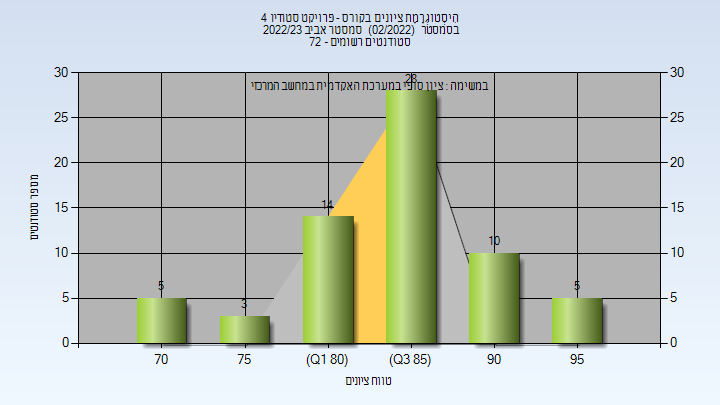 היסטוגרמת ציונים בקורס - פרויקט סטודיו 4
בסמסטר (02/2022) סמסטר אביב 2022/23
סטודנטים רשומים - 72
במשימה : ציון סופי במערכת האקדמית במחשב המרכזי
30 30
25 25
20 20
15 15
10 10
5 5
0 0
5 3 14 28 10 5
מספר סטודנטים
70 75 (Q1 80) (Q3 85) 90 95
טווח ציונים